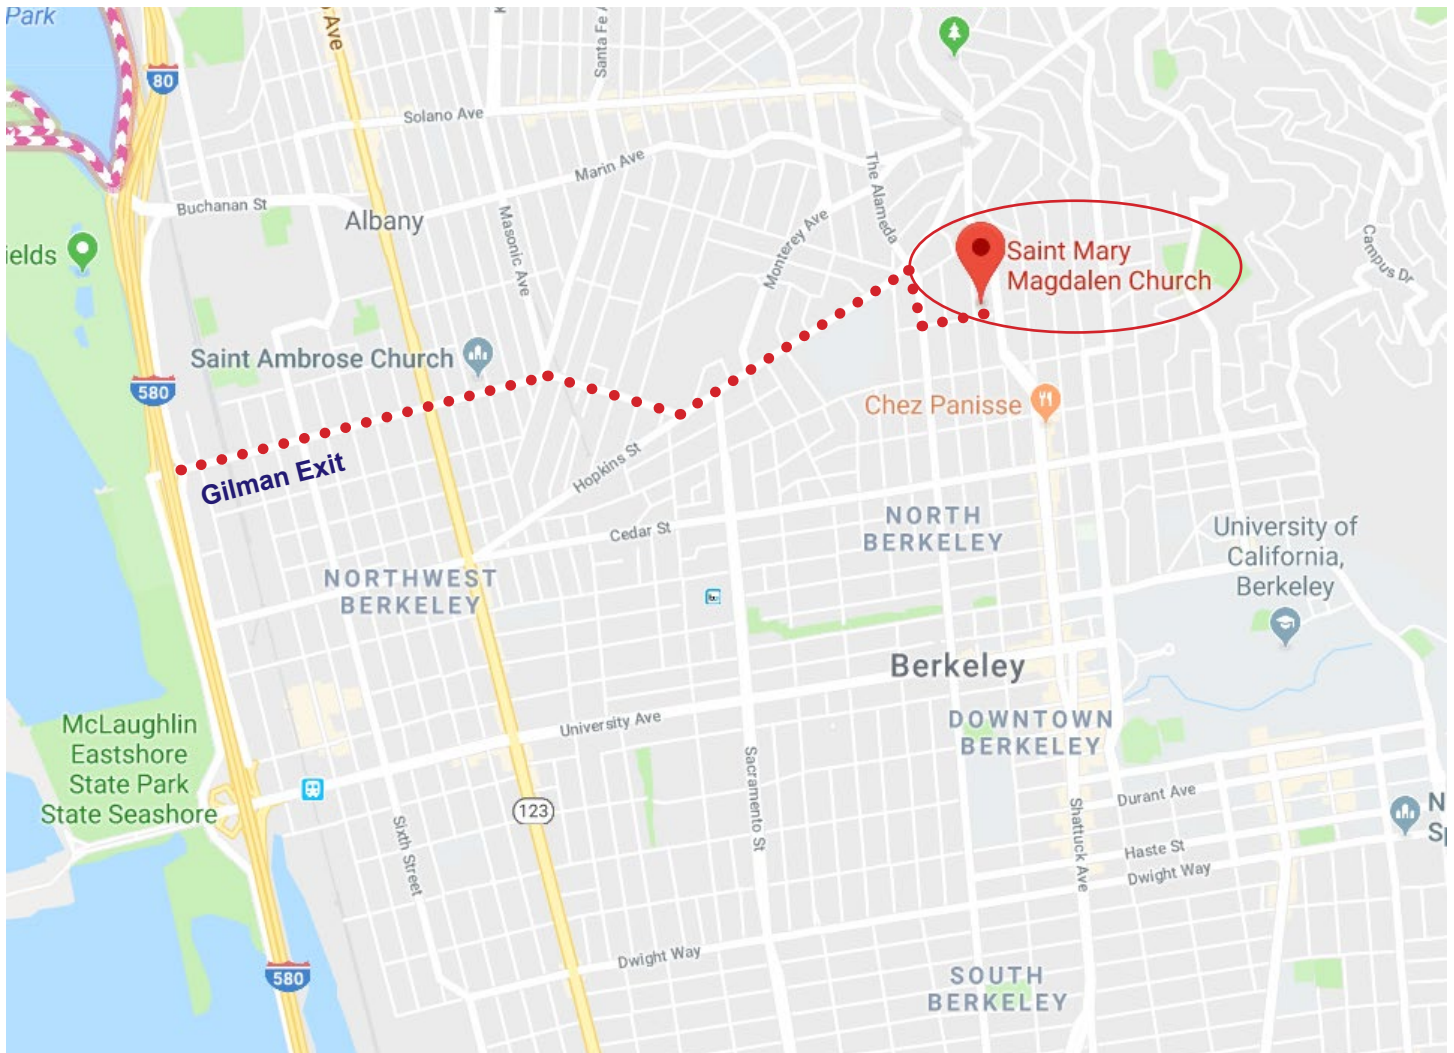 Park
Ave
Santa Fe
80
Solano Ave
Marin Ave
The Alameda
Buchanan St
Albany
Masonic Ave
Monterey Ave
ields
Saint Mary
Magdalen Church
Campus Dr
Saint Ambrose Church
580
Chez Panisse
Gilman Exit
Hopkins St
Cedar St
NORTH
BERKELEY
University of
California,
Berkeley
NORTHWEST
BERKELEY
Berkeley
McLaughlin
Eastshore
State Park
State Seashore
University Ave
DOWNTOWN
BERKELEY
Sacramento St
123
Durant Ave
Sixth Street
Shattuck Ave
Haste St
Dwight Way
Dwight Way
580
SOUTH
BERKELEY